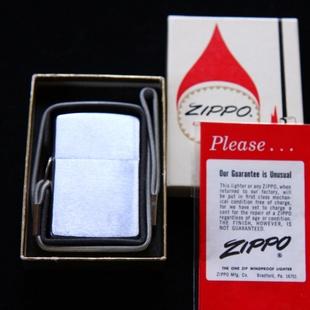 ZIPPO
Please...
Our Guarantee is Unusual
This lighter or any ZIPPO, when
returned to our factory, will
be put in first class mechan-
ical condition free of charge,
for we have yet to charge a
cent for the repair of a ZIPPO
regardless of age or condition.
THE FINISH, HOWEVER, IS
NOT GUARANTEED.
ZIPPO®
THE ONE ZIP WINDPROOF LIGHTER
ZIPPO Mfg. Co. Bradford, Pa. 16701